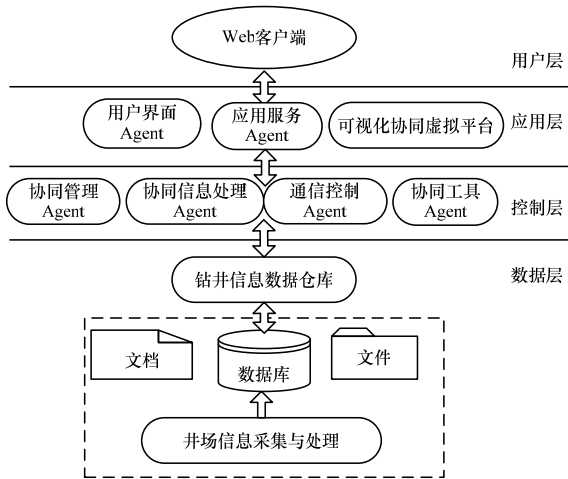 Web客户端
用户层
用户界面
Agent
应用服务
Agent
可视化协同虚拟平台
应用层
协同管理
Agent
协同信息处理
Agent
通信控制
Agent
协同工具
Agent
控制层
数据层
钻井信息数据仓库
文档
数据库
文件
井场信息采集与处理